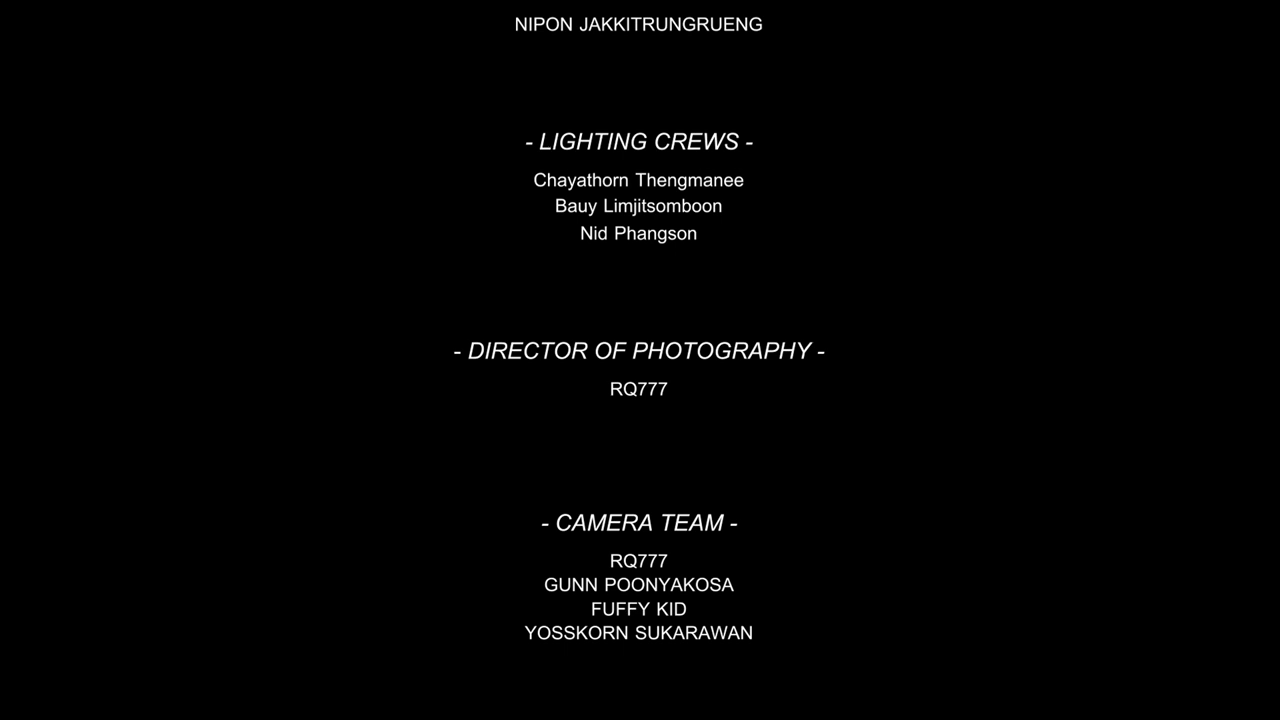 NIPON JAKKITRUNGRUENG
- LIGHTING CREWS -
Chayathorn Thengmanee
Bauy Limjitsomboon
Nid Phangson
- DIRECTOR OF PHOTOGRAPHY -
RQ777
- CAMERA TEAM -
RQ777
GUNN POONYAKOSA
FUFFY KID
YOSSKORN SUKARAWAN